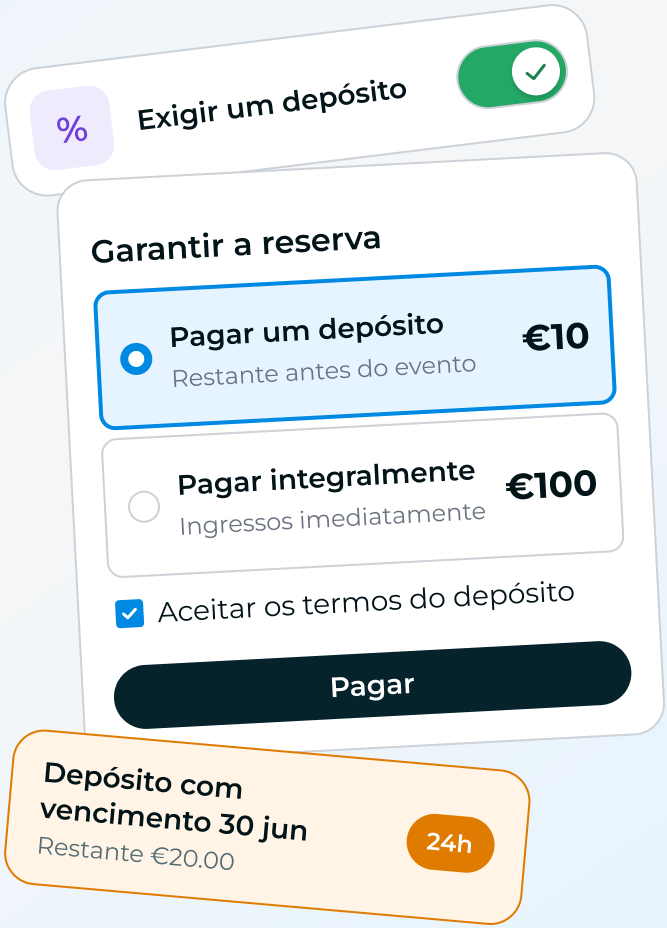 %
Exigir um depósito
Garantir a reserva
Pagar um depósito
€10
Restante antes do evento
Pagar integralmente
€100
Ingressos imediatamente
Aceitar os termos do depósito
Pagar
Depósito com
vencimento 30 jun
24h
Restante €20.00